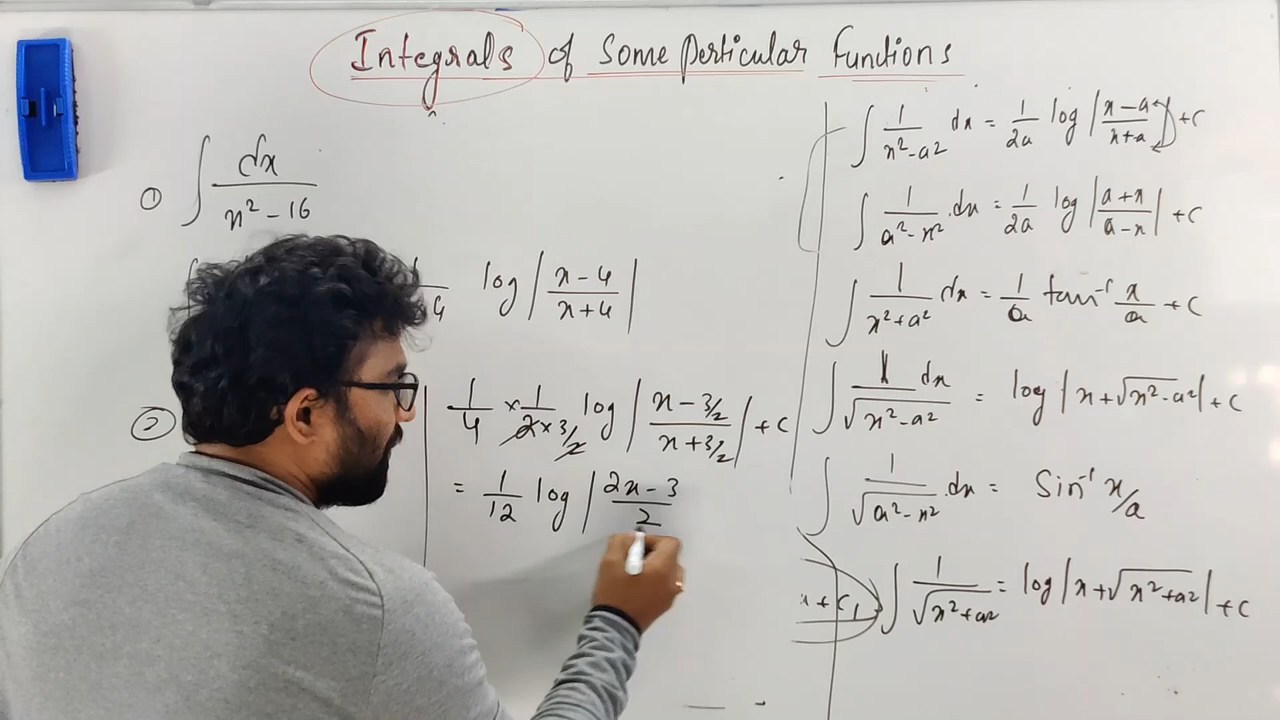 Integrals of Some Perticular Functions
① ∫ dx / x² - 16
/4 log |x - 4 / x + 4|
② 1/4 × 1 / 2 × 3/2 log |x - 3/2 / x + 3/2| + C
= 1/12 log |2x - 3 / 2
∫ 1 / x² - a² dx = 1/2a log |x - a / x + a| + C
∫ 1 / a² - x² . dx = 1/2a log |a + x / a - x| + C
∫ 1 / x² + a² dx = 1/a tan⁻¹ x/a + C
∫ 1 / √x² - a² dx = log |x + √x² - a²| + C
∫ 1 / √a² - x² . dx = Sin⁻¹ x/a
x + C₁ ∫ 1 / √x² + a² = log |x + √x² + a²| + C